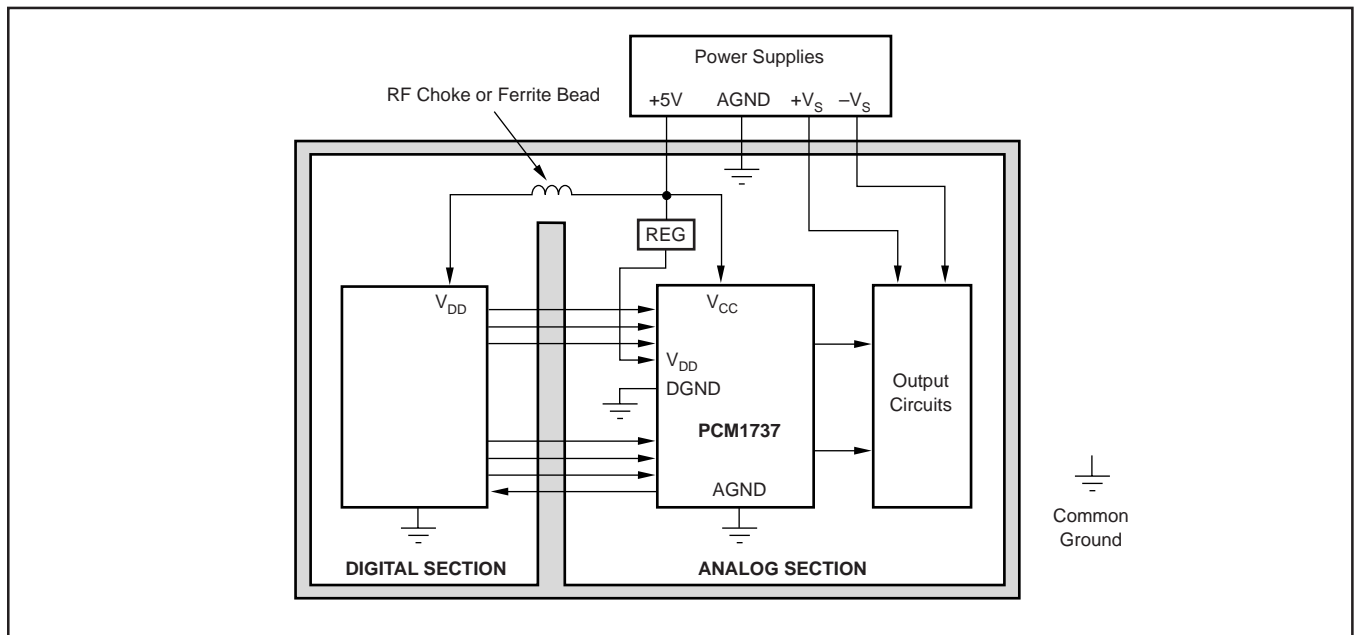 Power Supplies
RF Choke or Ferrite Bead
+5V AGND +VS –VS
REG
VDD
VCC
VDD
DGND
Output
Circuits
PCM1737
AGND
Common
Ground
DIGITAL SECTION
ANALOG SECTION